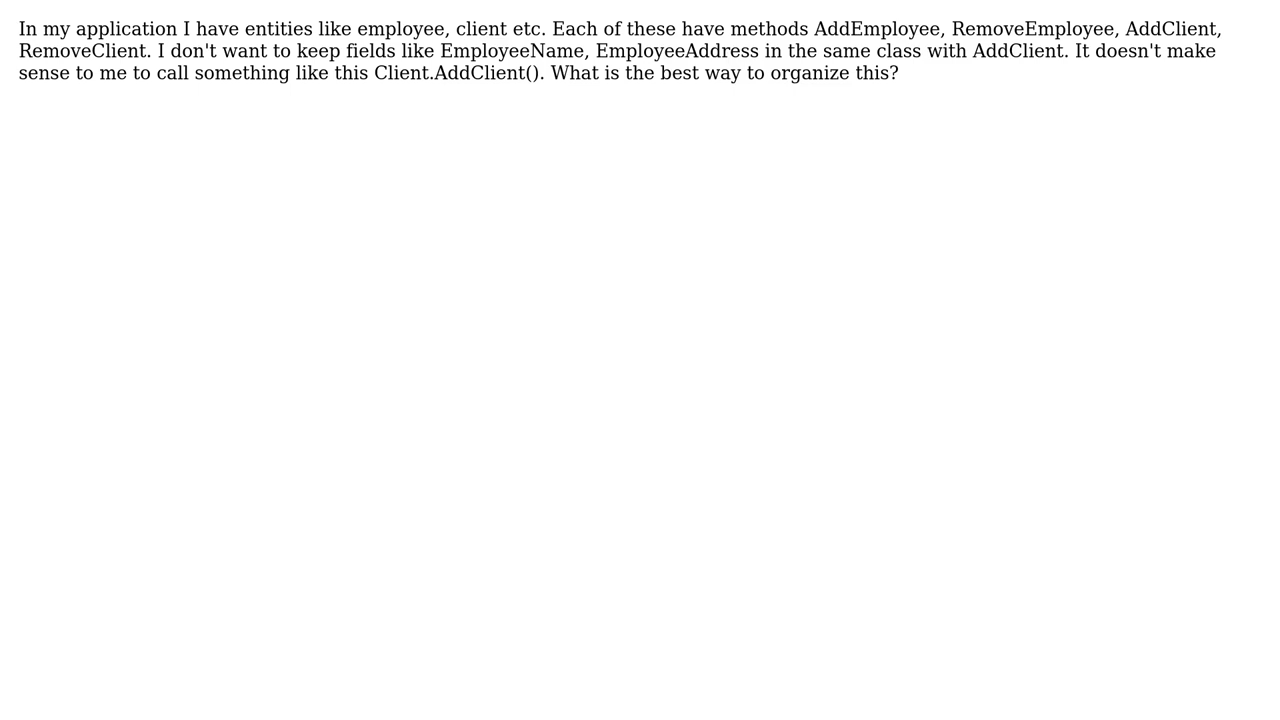 In my application I have entities like employee, client etc. Each of these have methods AddEmployee, RemoveEmployee, AddClient,
RemoveClient. I don't want to keep fields like EmployeeName, EmployeeAddress in the same class with AddClient. It doesn't make
sense to me to call something like this Client.AddClient(). What is the best way to organize this?